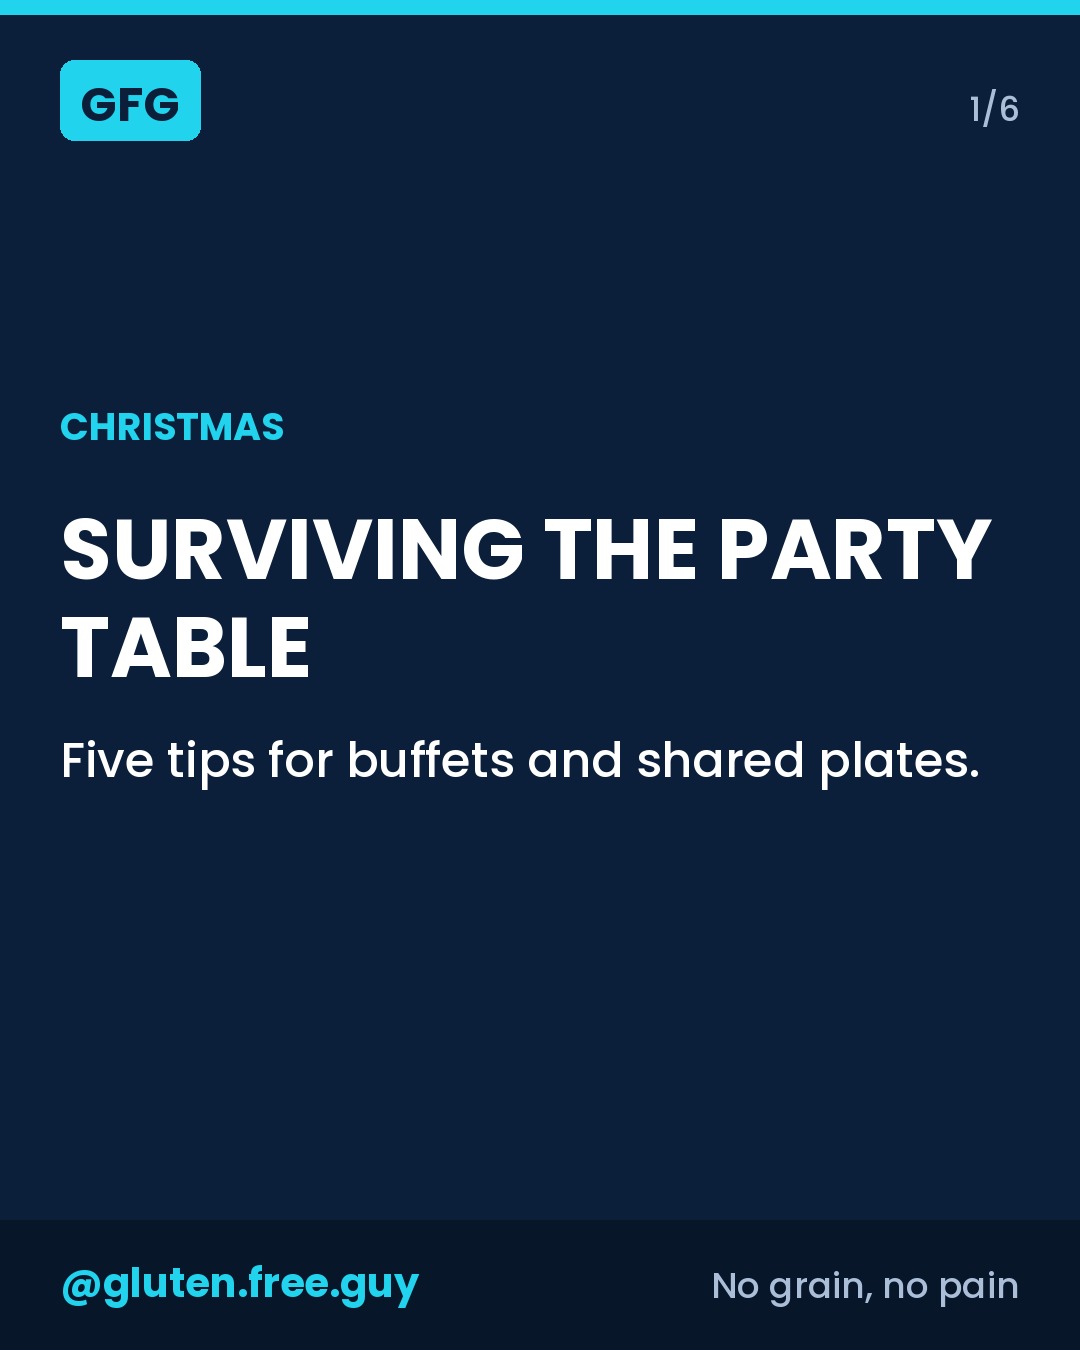 GFG
1/6
CHRISTMAS
SURVIVING THE PARTY
TABLE
Five tips for buffets and shared plates.
@gluten.free.guy
No grain, no pain